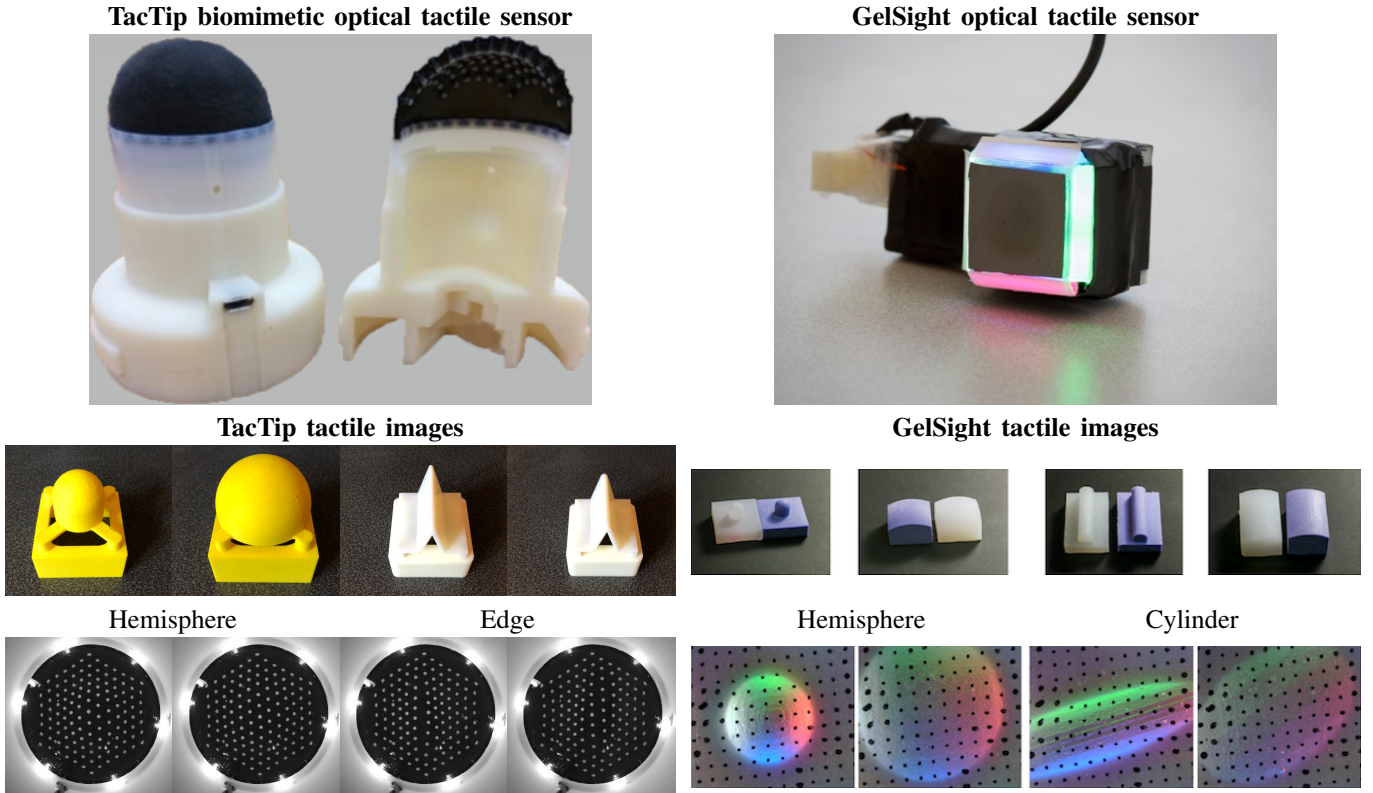 TacTip biomimetic optical tactile sensor
GelSight optical tactile sensor
TacTip tactile images
GelSight tactile images
Hemisphere
Edge
Hemisphere
Cylinder